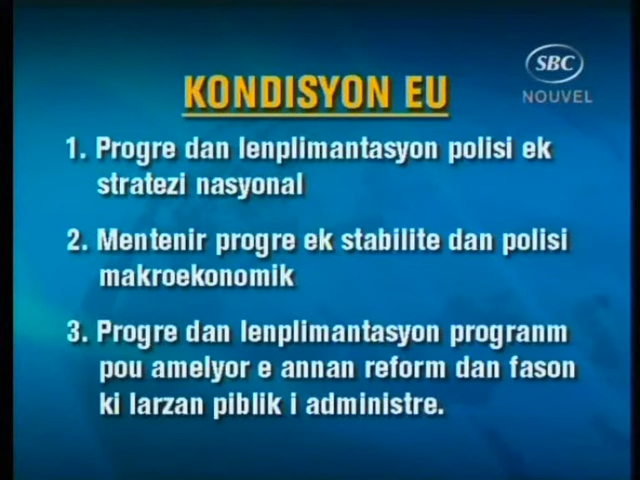 SBC
NOUVEL
KONDISYON EU
1. Progre dan lenplimantasyon polisi ek
stratezi nasyonal
2. Mentenir progre ek stabilite dan polisi
makroekonomik
3. Progre dan lenplimantasyon progranm
pou amelyor e annan reform dan fason
ki larzan piblik i administre.